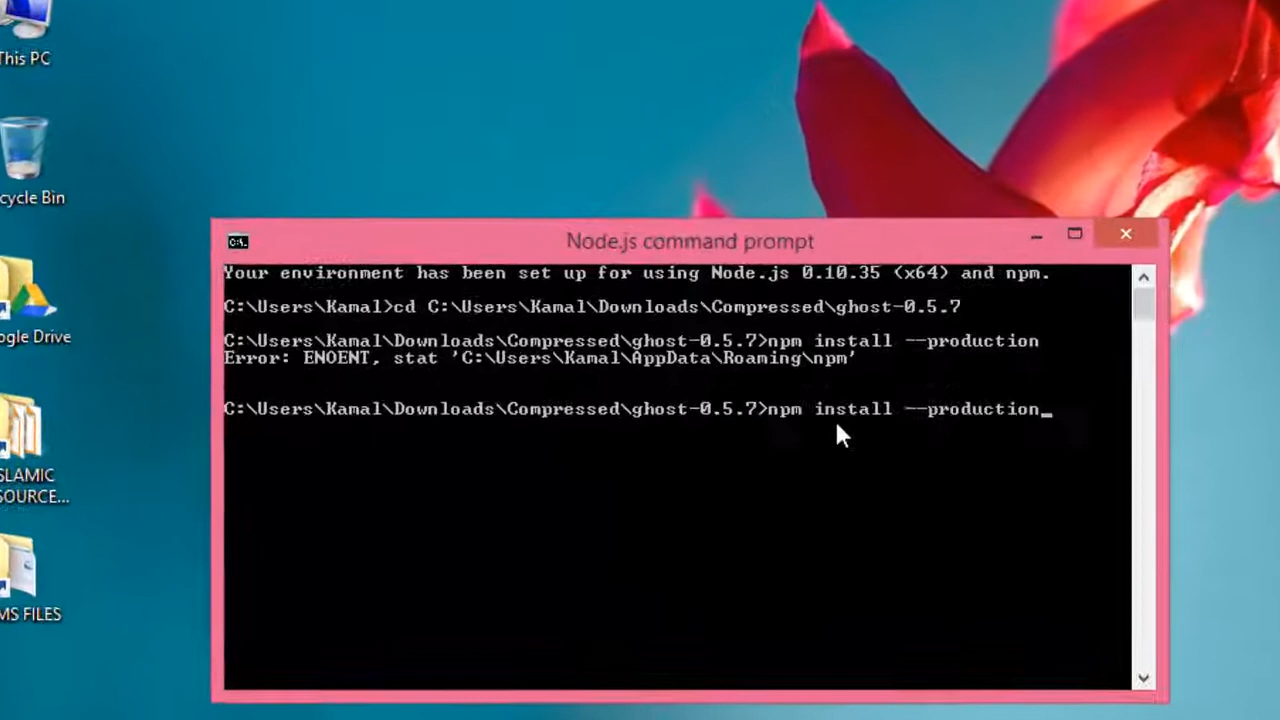 This PC
cycle Bin
ogle Drive
SLAMIC
SOURCE...
MS FILES
Node.js command prompt
Your environment has been set up for using Node.js 0.10.35 (x64) and npm.
C:\Users\Kamal>cd C:\Users\Kamal\Downloads\Compressed\ghost-0.5.7
C:\Users\Kamal\Downloads\Compressed\ghost-0.5.7>npm install --production
Error: ENOENT, stat 'C:\Users\Kamal\AppData\Roaming\npm'
C:\Users\Kamal\Downloads\Compressed\ghost-0.5.7>npm install --production_